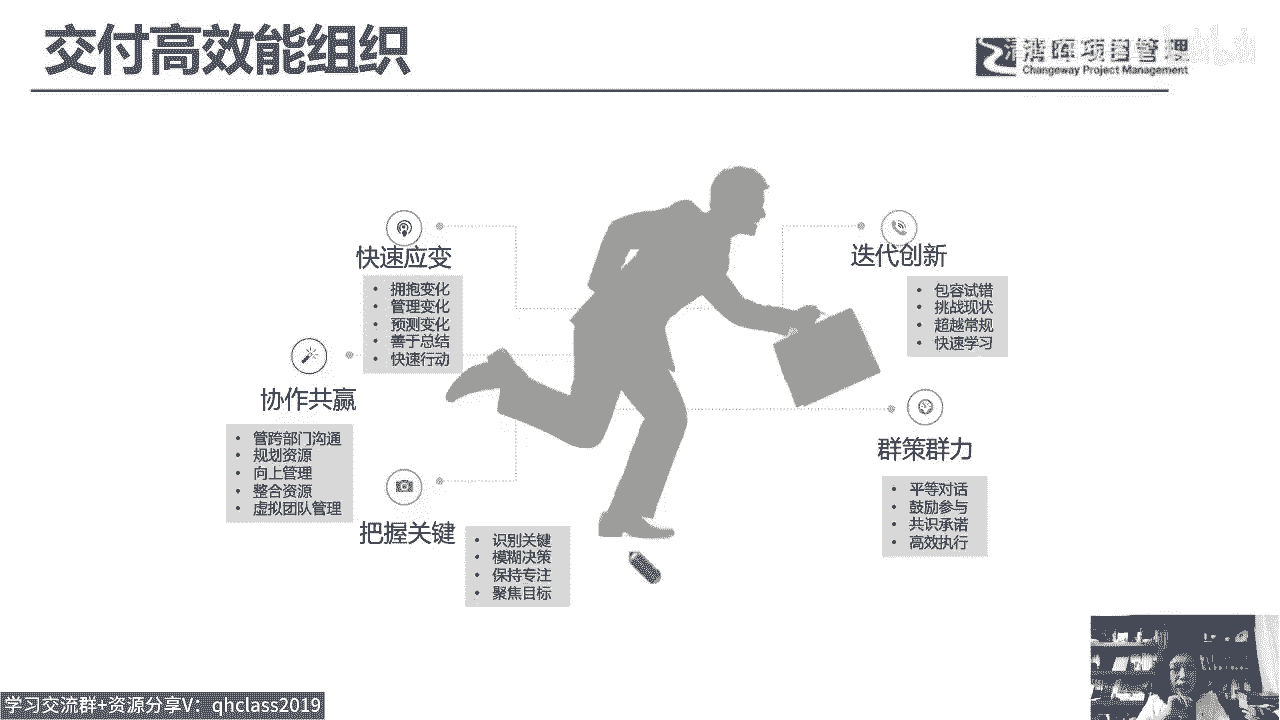 交付高效能组织
清晖项目管理
Changeway Project Management
快速应变
• 拥抱变化
• 管理变化
• 预测变化
• 善于总结
• 快速行动
迭代创新
• 包容试错
• 挑战现状
• 超越常规
• 快速学习
协作共赢
• 管跨部门沟通
• 规划资源
• 向上管理
• 整合资源
• 虚拟团队管理
群策群力
• 平等对话
• 鼓励参与
• 共识承诺
• 高效执行
把握关键
• 识别关键
• 模糊决策
• 保持专注
• 聚焦目标
学习交流群+资源分享V：qhclass2019